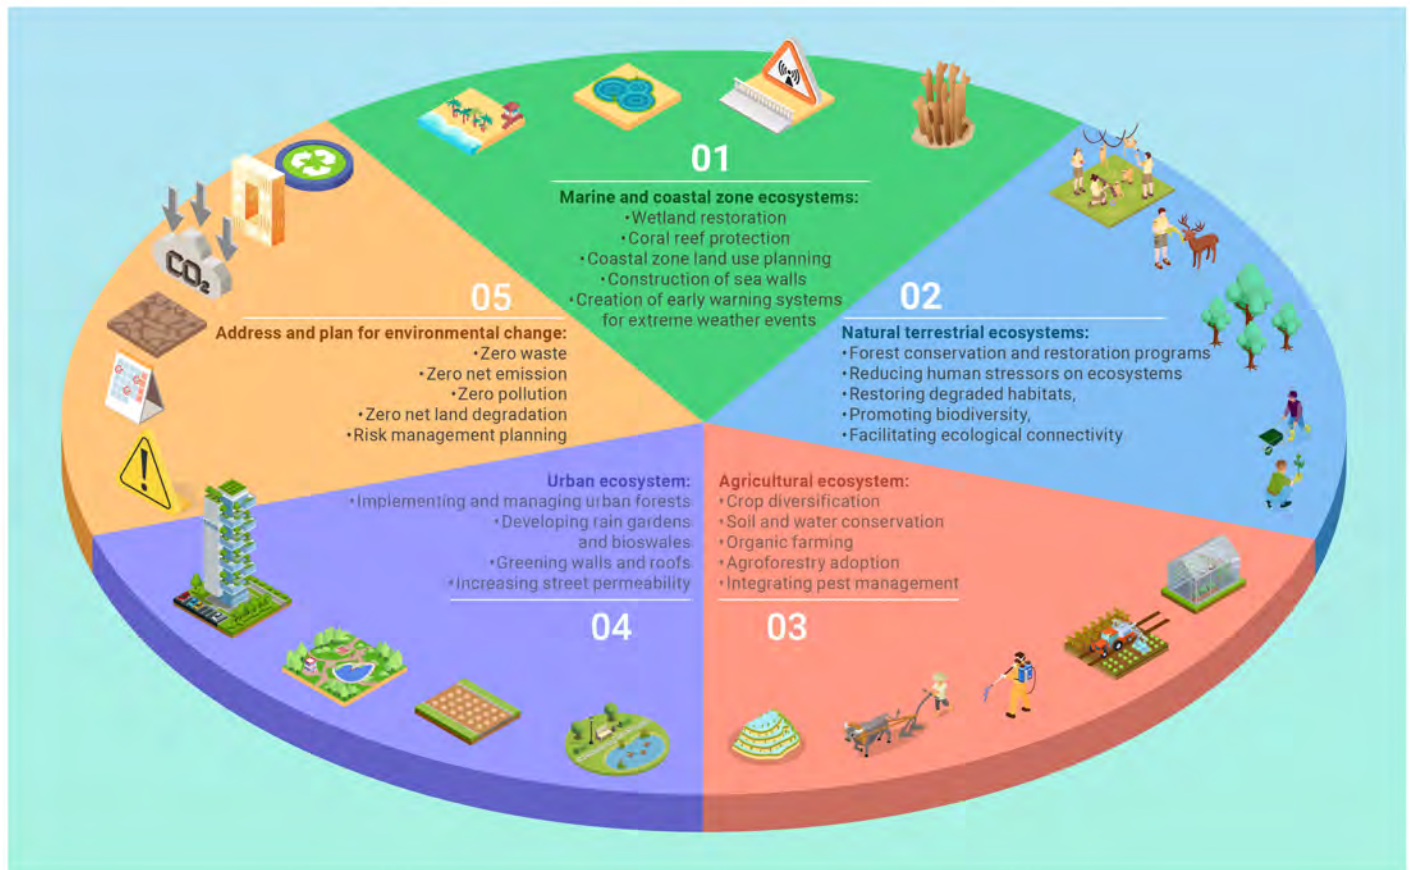 01
Marine and coastal zone ecosystems:
•Wetland restoration
•Coral reef protection
•Coastal zone land use planning
•Construction of sea walls
•Creation of early warning systems
for extreme weather events
02
Natural terrestrial ecosystems:
•Forest conservation and restoration programs
•Reducing human stressors on ecosystems
•Restoring degraded habitats,
•Promoting biodiversity,
•Facilitating ecological connectivity
Agricultural ecosystem:
•Crop diversification
•Soil and water conservation
•Organic farming
•Agroforestry adoption
•Integrating pest management
03
Urban ecosystem:
•Implementing and managing urban forests
•Developing rain gardens
and bioswales
•Greening walls and roofs
•Increasing street permeability
04
05
Address and plan for environmental change:
•Zero waste
•Zero net emission
•Zero pollution
•Zero net land degradation
•Risk management planning
CO₂